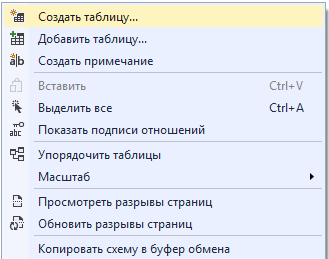 Создать таблицу...
Добавить таблицу...
a|b Создать примечание
Вставить Ctrl+V
Выделить все Ctrl+A
abc Показать подписи отношений
Упорядочить таблицы
Масштаб
Просмотреть разрывы страниц
Обновить разрывы страниц
Копировать схему в буфер обмена